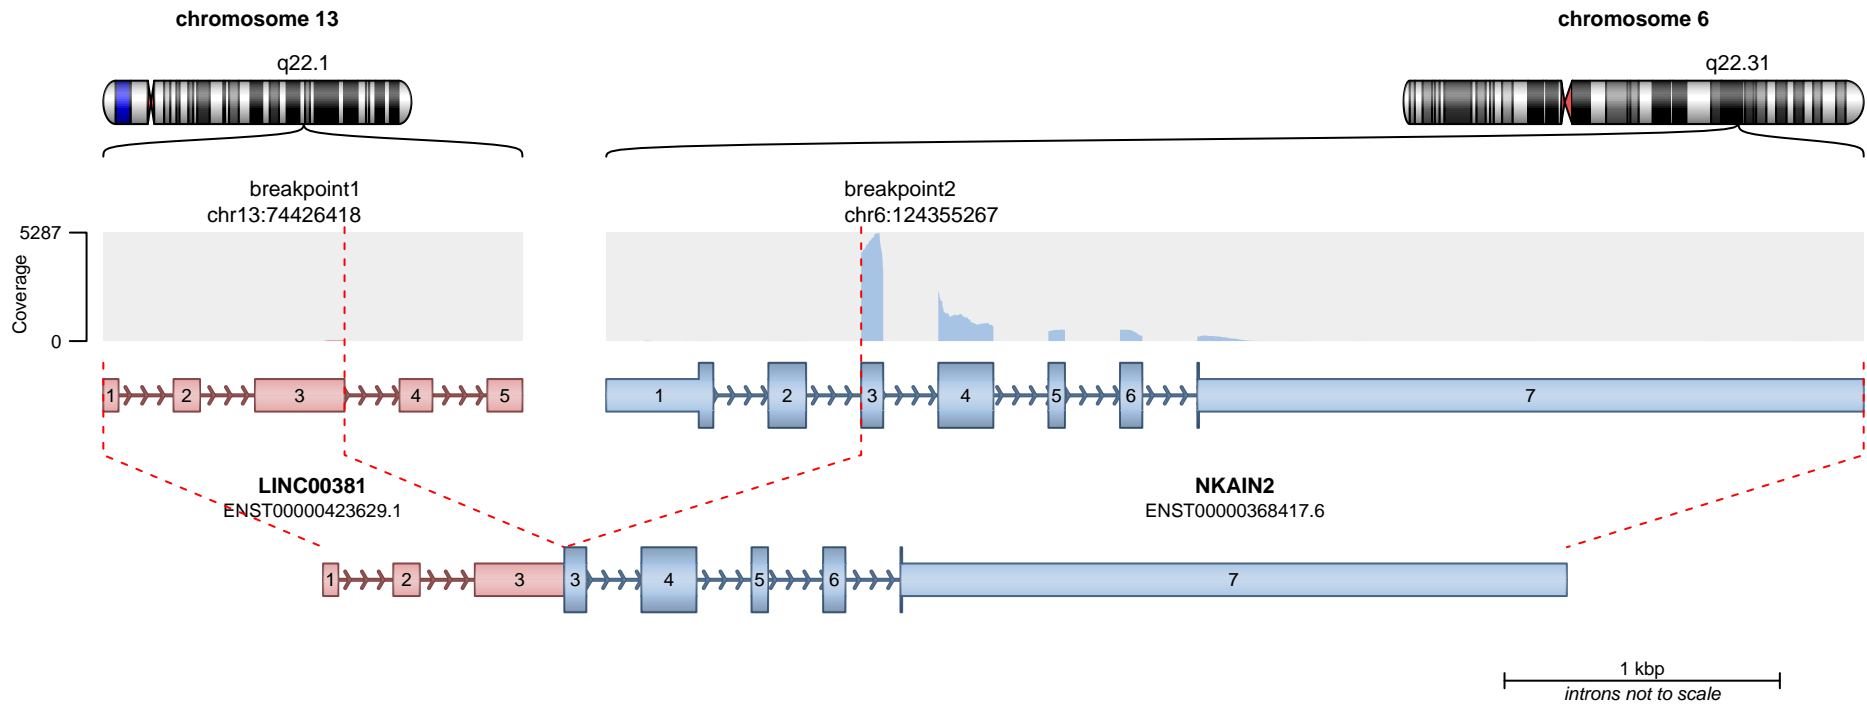 chromosome 13
chromosome 6
q22.1
q22.31
breakpoint1
chr13:74426418
breakpoint2
chr6:124355267
5287
Coverage
0
1 2 3 4 5
1 2 3 4 5 6 7
LINC00381
ENST00000423629.1
NKAIN2
ENST00000368417.6
1 2 3 3 4 5 6 7
1 kbp
introns not to scale